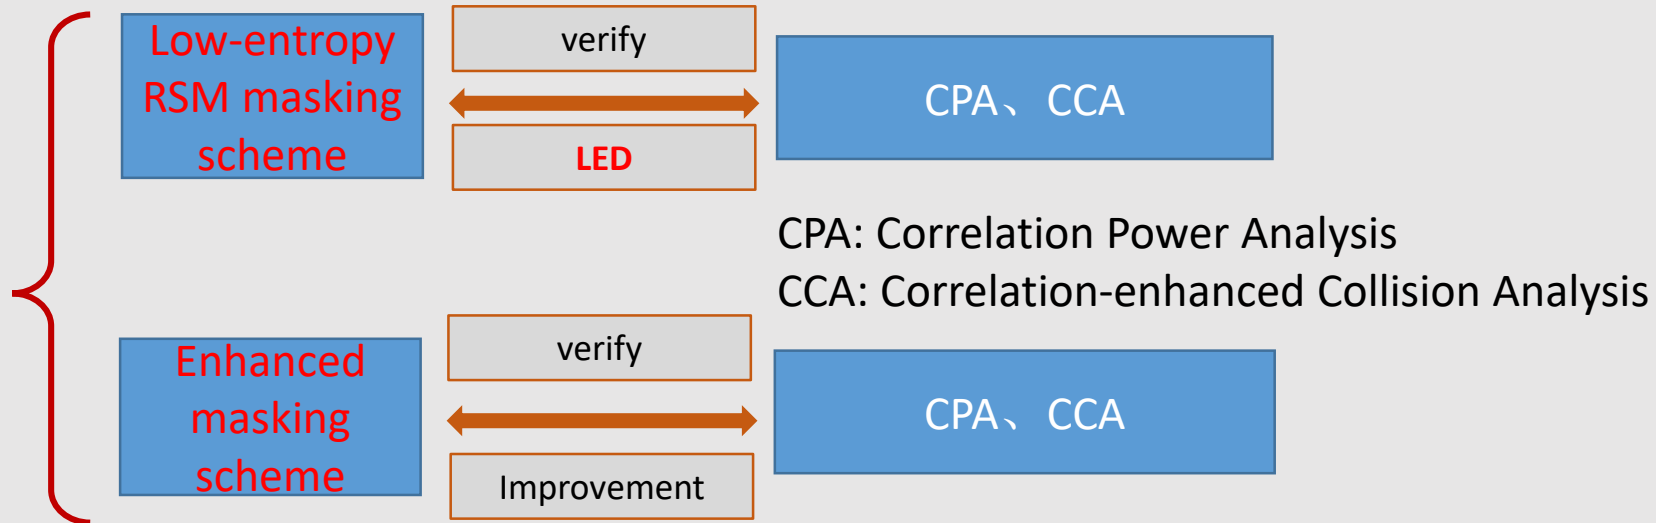 Low-entropy
RSM masking
scheme
verify
LED
CPA、CCA
CPA: Correlation Power Analysis
CCA: Correlation-enhanced Collision Analysis
Enhanced
masking
scheme
verify
Improvement
CPA、CCA